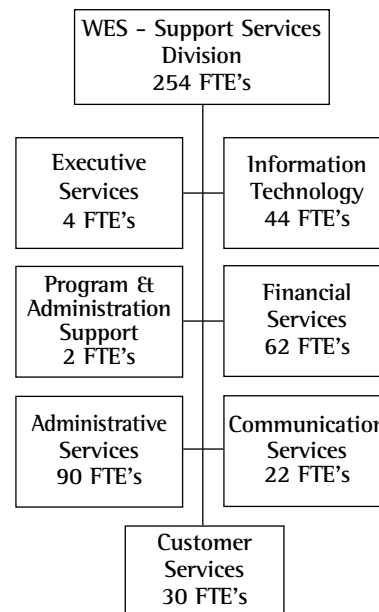 WES - Support Services
Division
254 FTE's
Executive
Services
4 FTE's
Information
Technology
44 FTE's
Program &
Administration
Support
2 FTE's
Financial
Services
62 FTE's
Administrative
Services
90 FTE's
Communication
Services
22 FTE's
Customer
Services
30 FTE's